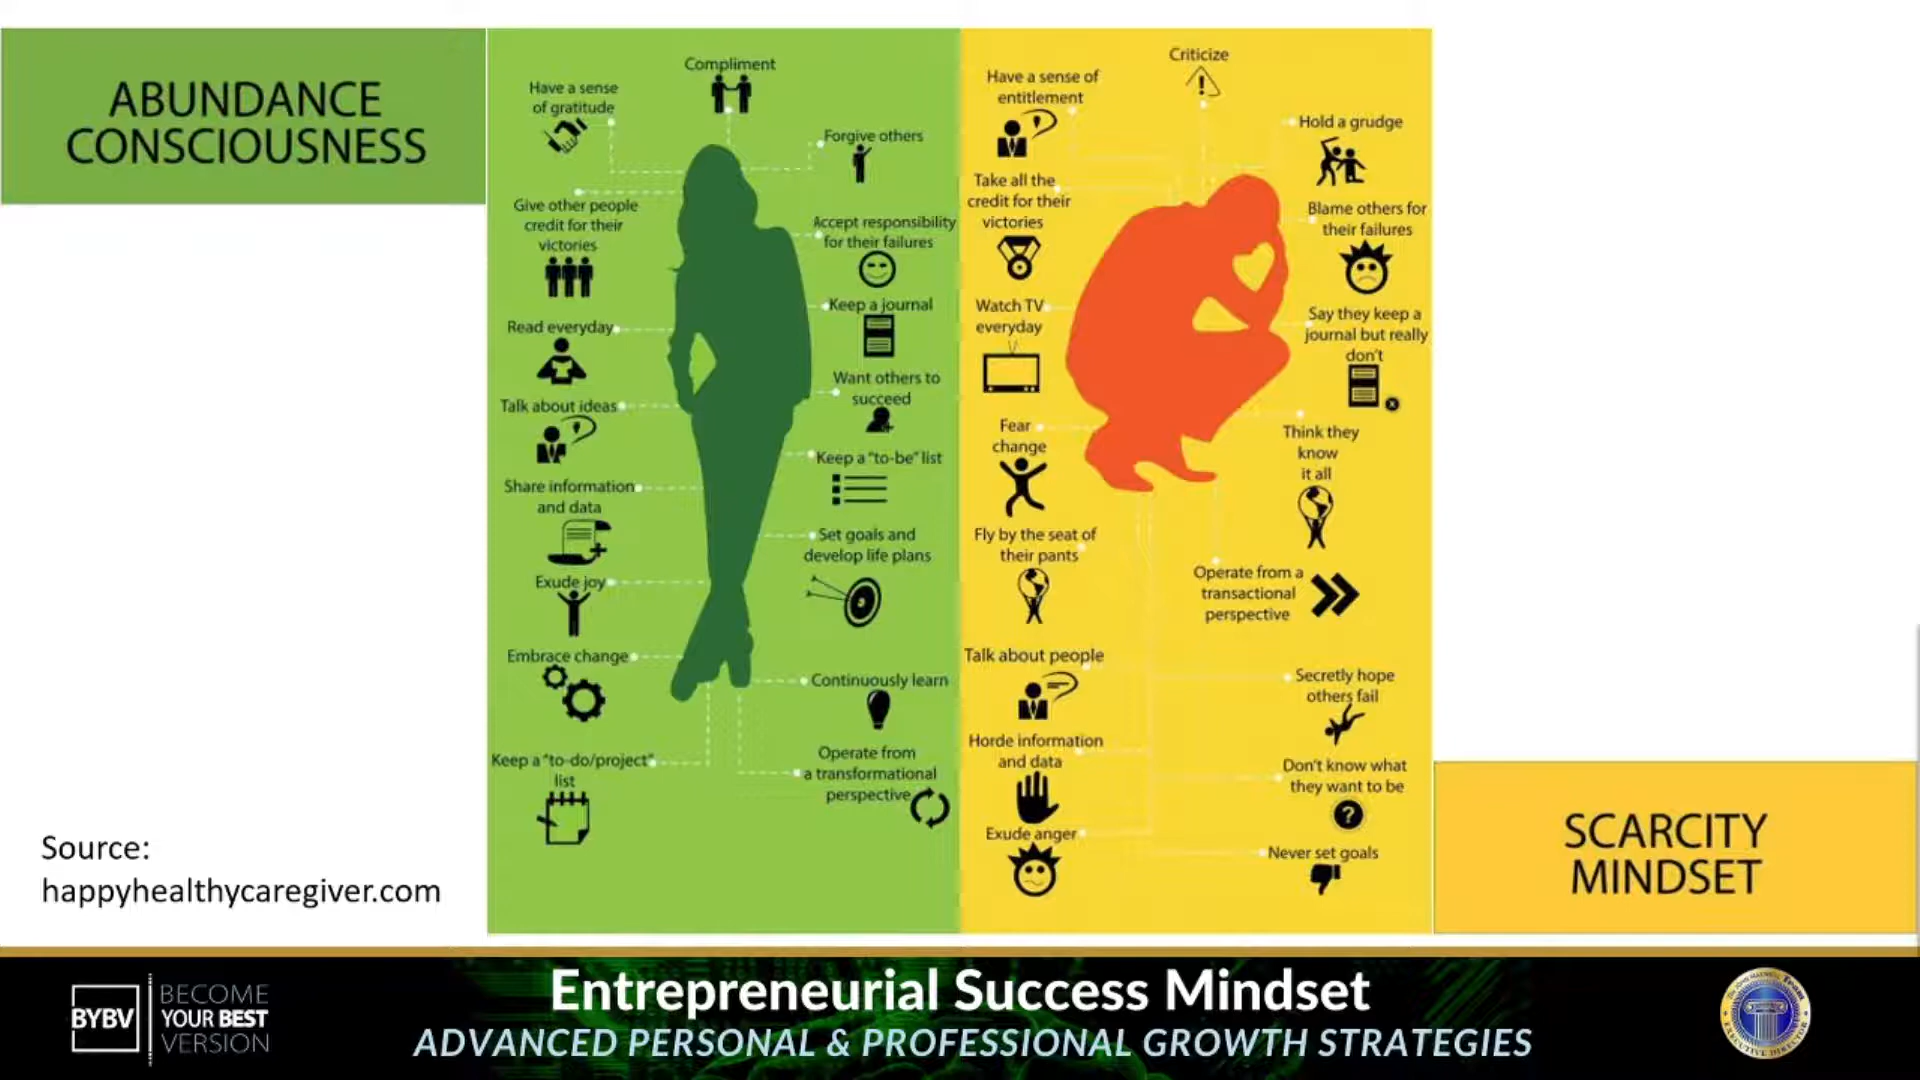 ABUNDANCE
CONSCIOUSNESS
Compliment
Have a sense
of gratitude
Forgive others
Give other people
credit for their
victories
Accept responsibility
for their failures
Keep a journal
Read everyday
Want others to
succeed
Talk about ideas
Keep a "to-be" list
Share information
and data
Set goals and
develop life plans
Exude joy
Embrace change
Continuously learn
Keep a "to-do/project"
list
Operate from
a transformational
perspective
Criticize
Have a sense of
entitlement
Hold a grudge
Take all the
credit for their
victories
Blame others for
their failures
Watch TV
everyday
Say they keep a
journal but really
don't
Fear
change
Think they
know
it all
Fly by the seat of
their pants
Operate from a
transactional
perspective
Talk about people
Secretly hope
others fail
Horde information
and data
Don't know what
they want to be
?
Exude anger
Never set goals
SCARCITY
MINDSET
Source:
happyhealthycaregiver.com
BYBV
BECOME
YOUR BEST
VERSION
Entrepreneurial Success Mindset
ADVANCED PERSONAL & PROFESSIONAL GROWTH STRATEGIES
EXECUTIVE DIRECTOR